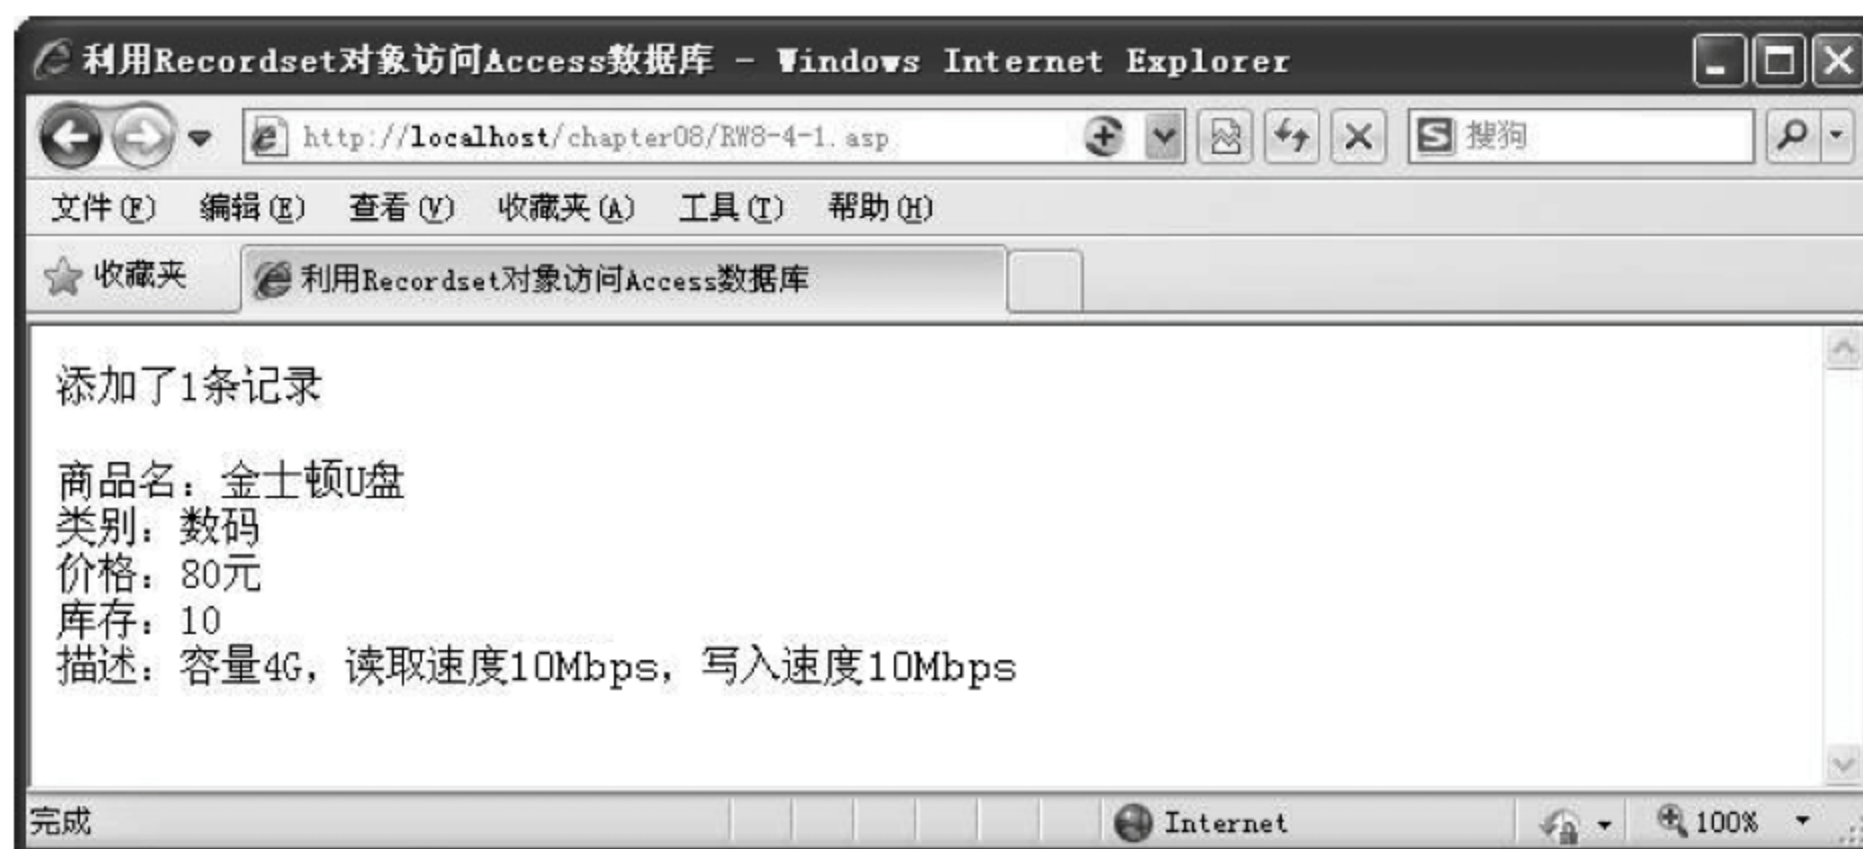 利用Recordset对象访问Access数据库 - Windows Internet Explorer
http://localhost/chapter08/RW8-4-1.asp
搜狗
文件(F) 编辑(E) 查看(V) 收藏夹(A) 工具(T) 帮助(H)
收藏夹 利用Recordset对象访问Access数据库
添加了1条记录
商品名：金士顿U盘
类别：数码
价格：80元
库存：10
描述：容量4G，读取速度10Mbps，写入速度10Mbps
完成 Internet 100%